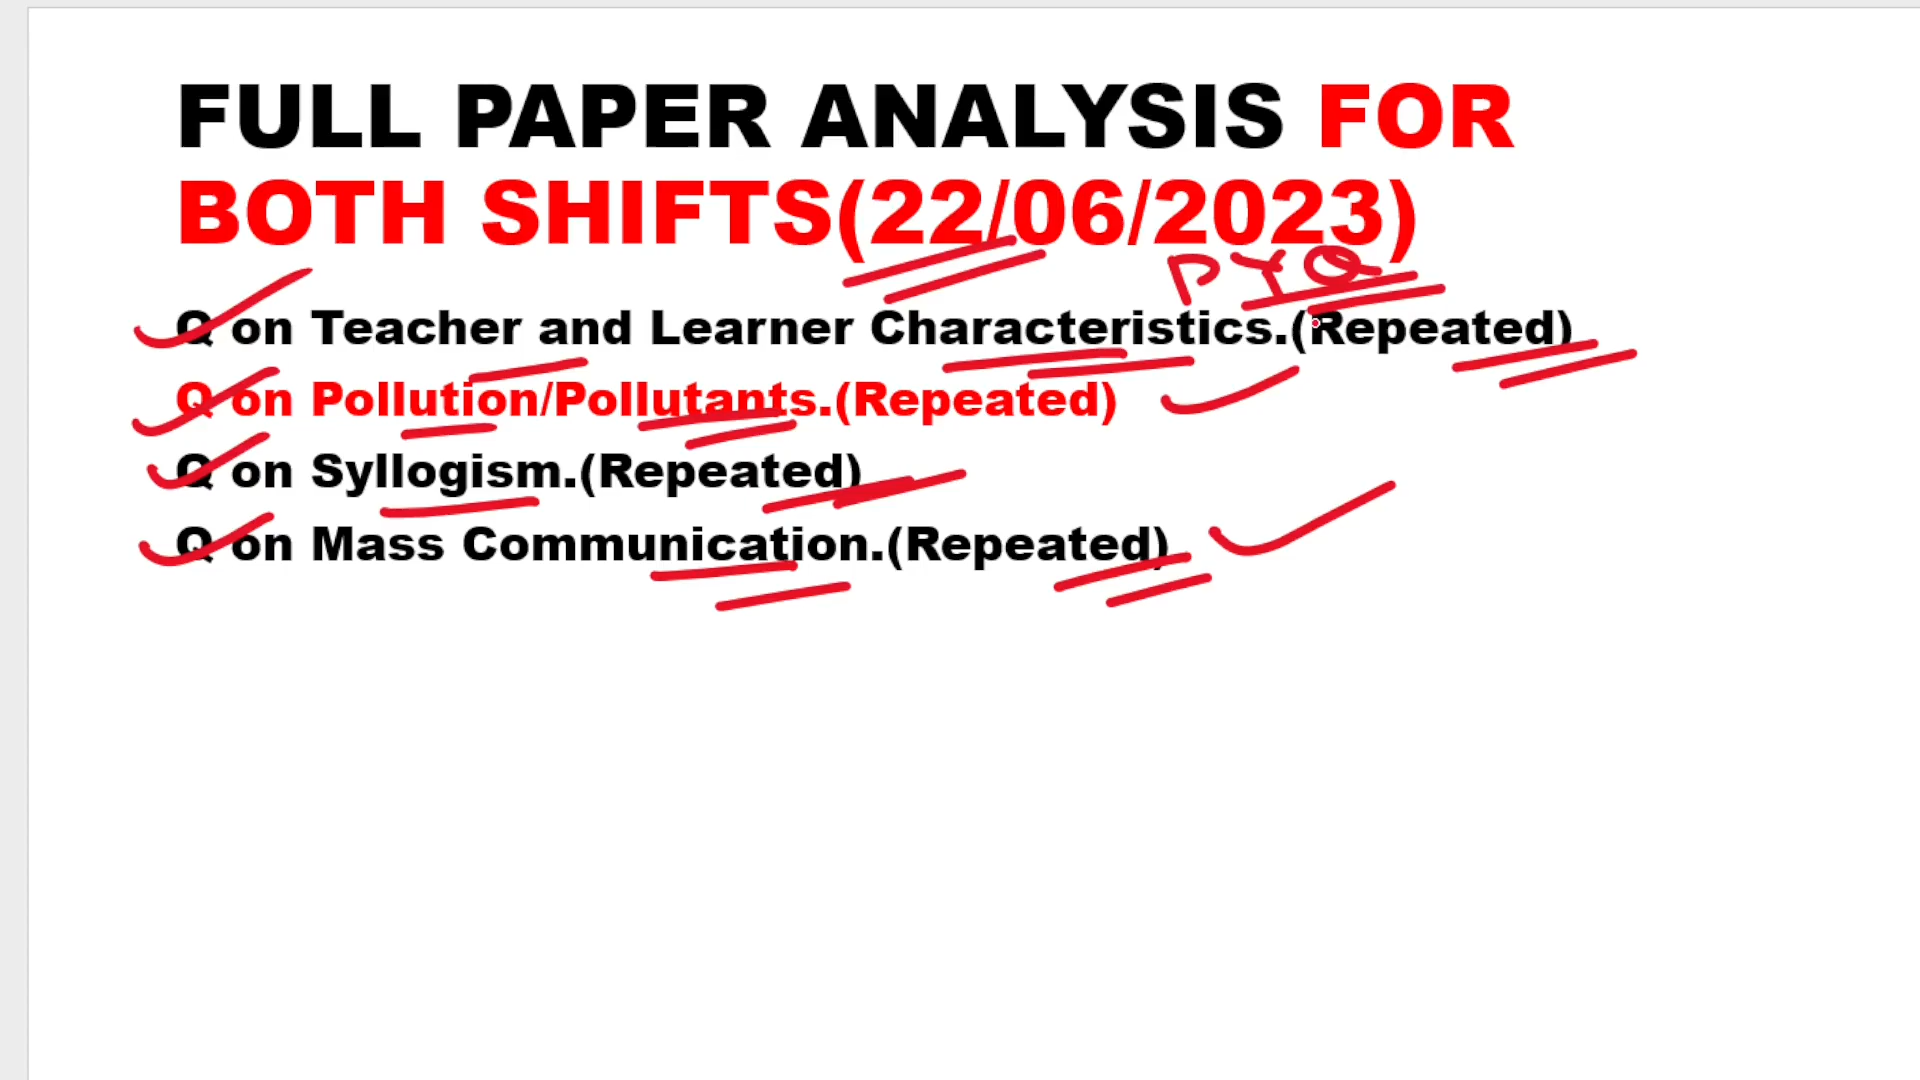 FULL PAPER ANALYSIS FOR
BOTH SHIFTS(22/06/2023)
PYQ
Q on Teacher and Learner Characteristics.(Repeated)
Q on Pollution/Pollutants.(Repeated)
Q on Syllogism.(Repeated)
Q on Mass Communication.(Repeated)